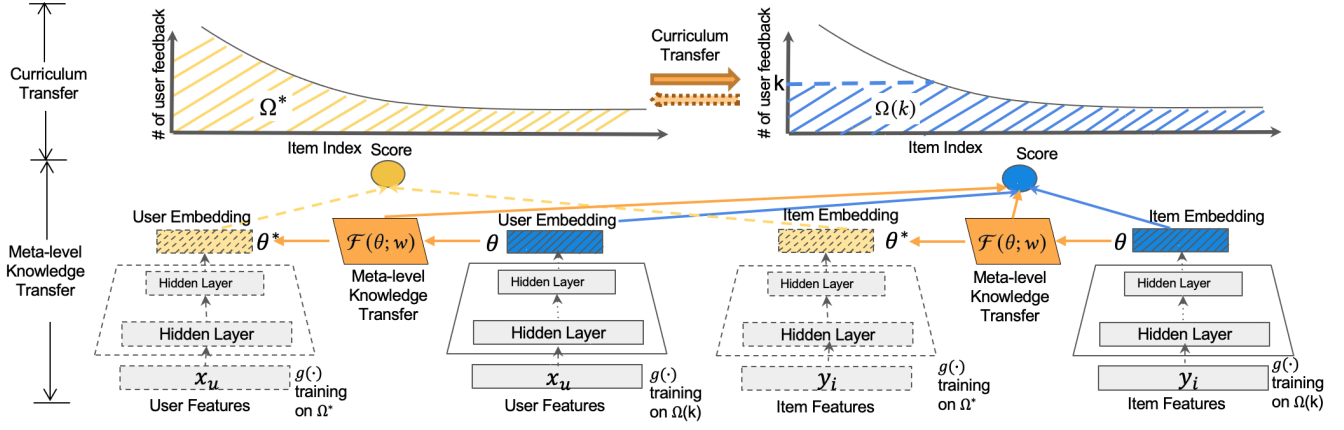 Curriculum
Transfer
# of user feedback
Ω*
Item Index
Curriculum
Transfer
# of user feedback
k
Ω(k)
Item Index
Meta-level
Knowledge
Transfer
Score
Score
User Embedding
θ*
F(θ; w)
θ
User Embedding
Item Embedding
θ*
F(θ; w)
θ
Item Embedding
Meta-level
Knowledge
Transfer
Meta-level
Knowledge
Transfer
Hidden Layer
Hidden Layer
Hidden Layer
Hidden Layer
Hidden Layer
Hidden Layer
Hidden Layer
Hidden Layer
x_u
User Features
g(·)
training
on Ω*
x_u
User Features
g(·)
training
on Ω(k)
y_i
Item Features
g(·)
training
on Ω*
y_i
Item Features
g(·)
training
on Ω(k)